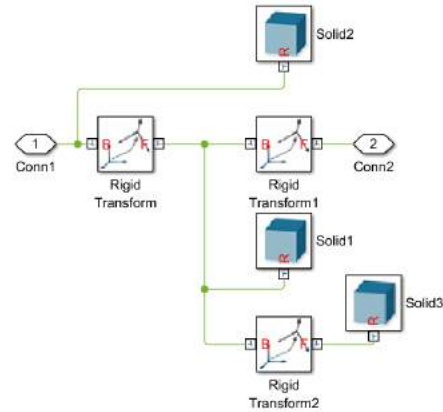 R
Solid2
1
Conn1
B
F
Rigid
Transform
B
F
Rigid
Transform1
2
Conn2
R
Solid1
B
F
Rigid
Transform2
R
Solid3